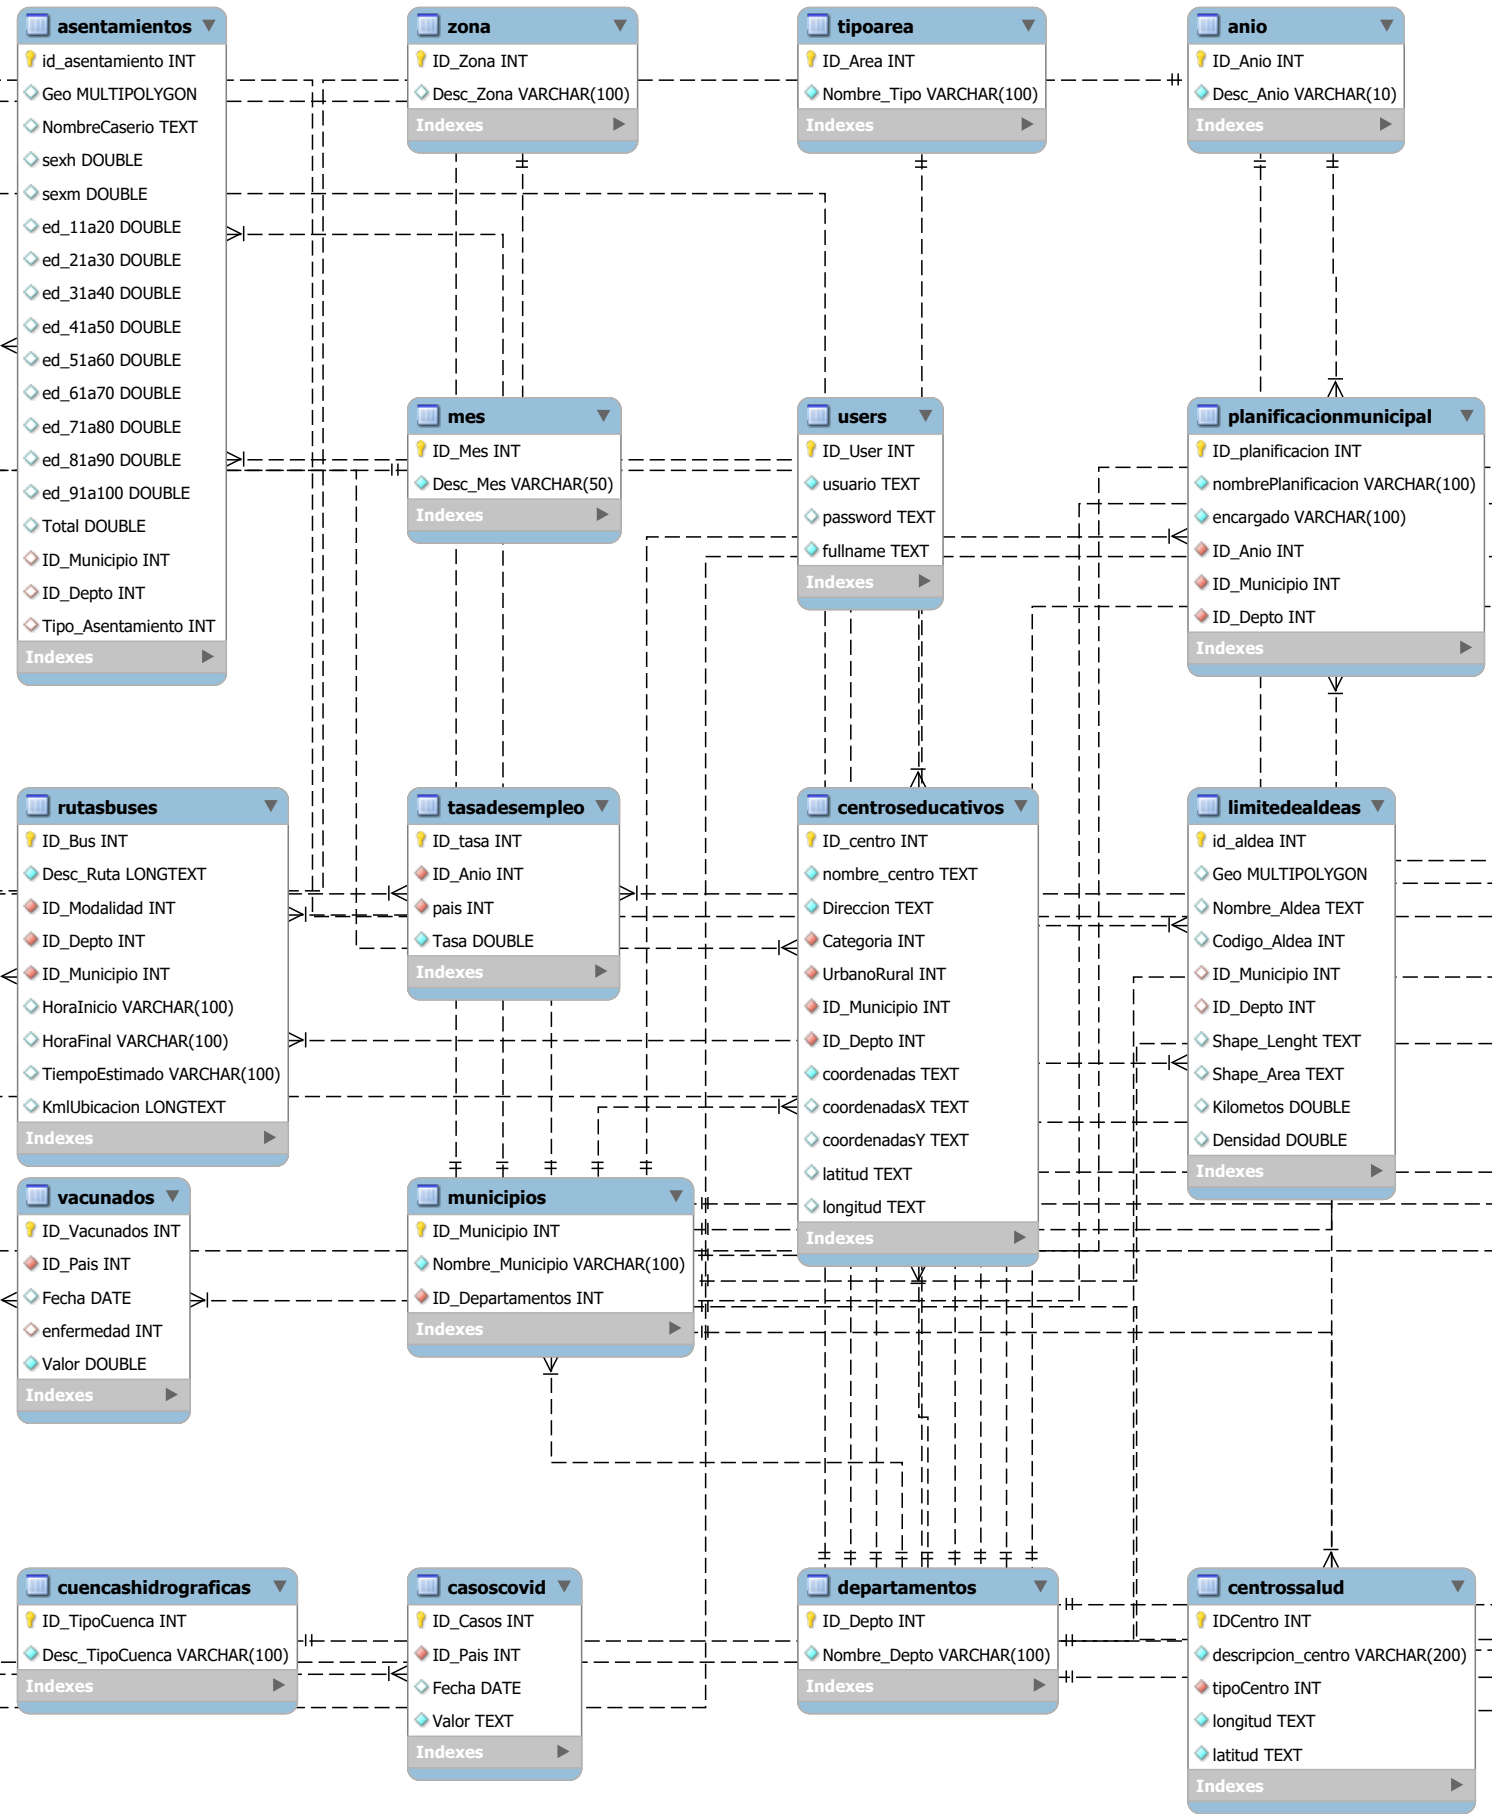 asentamientos
id_asentamiento INT
Geo MULTIPOLYGON
NombreCaserio TEXT
sexh DOUBLE
sexm DOUBLE
ed_11a20 DOUBLE
ed_21a30 DOUBLE
ed_31a40 DOUBLE
ed_41a50 DOUBLE
ed_51a60 DOUBLE
ed_61a70 DOUBLE
ed_71a80 DOUBLE
ed_81a90 DOUBLE
ed_91a100 DOUBLE
Total DOUBLE
ID_Municipio INT
ID_Depto INT
Tipo_Asentamiento INT
Indexes
zona
ID_Zona INT
Desc_Zona VARCHAR(100)
Indexes
tipoarea
ID_Area INT
Nombre_Tipo VARCHAR(100)
Indexes
anio
ID_Anio INT
Desc_Anio VARCHAR(10)
Indexes
mes
ID_Mes INT
Desc_Mes VARCHAR(50)
Indexes
users
ID_User INT
usuario TEXT
password TEXT
fullname TEXT
Indexes
planificacionmunicipal
ID_planificacion INT
nombrePlanificacion VARCHAR(100)
encargado VARCHAR(100)
ID_Anio INT
ID_Municipio INT
ID_Depto INT
Indexes
rutasbuses
ID_Bus INT
Desc_Ruta LONGTEXT
ID_Modalidad INT
ID_Depto INT
ID_Municipio INT
HoraInicio VARCHAR(100)
HoraFinal VARCHAR(100)
TiempoEstimado VARCHAR(100)
KmlUbicacion LONGTEXT
Indexes
tasadesempleo
ID_tasa INT
ID_Anio INT
pais INT
Tasa DOUBLE
Indexes
centroseducativos
ID_centro INT
nombre_centro TEXT
Direccion TEXT
Categoria INT
UrbanoRural INT
ID_Municipio INT
ID_Depto INT
coordenadas TEXT
coordenadasX TEXT
coordenadasY TEXT
latitud TEXT
longitud TEXT
Indexes
limitedealdeas
id_aldea INT
Geo MULTIPOLYGON
Nombre_Aldea TEXT
Codigo_Aldea INT
ID_Municipio INT
ID_Depto INT
Shape_Lenght TEXT
Shape_Area TEXT
Kilometos DOUBLE
Densidad DOUBLE
Indexes
vacunados
ID_Vacunados INT
ID_Pais INT
Fecha DATE
enfermedad INT
Valor DOUBLE
Indexes
municipios
ID_Municipio INT
Nombre_Municipio VARCHAR(100)
ID_Departamentos INT
Indexes
cuencashidrograficas
ID_TipoCuenca INT
Desc_TipoCuenca VARCHAR(100)
Indexes
casoscovid
ID_Casos INT
ID_Pais INT
Fecha DATE
Valor TEXT
Indexes
departamentos
ID_Depto INT
Nombre_Depto VARCHAR(100)
Indexes
centrossalud
IDCentro INT
descripcion_centro VARCHAR(200)
tipoCentro INT
longitud TEXT
latitud TEXT
Indexes